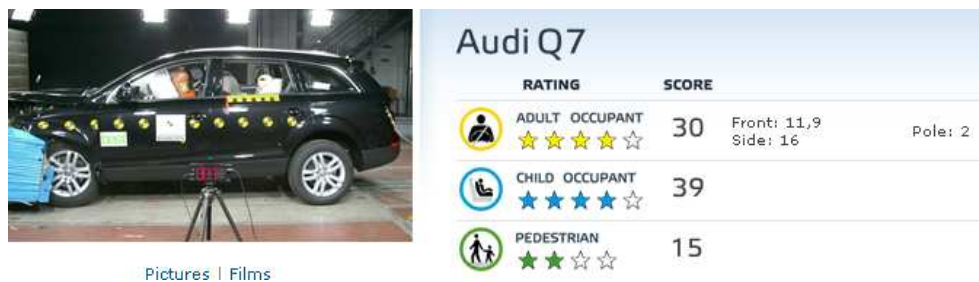 Audi Q7
RATING SCORE
ADULT OCCUPANT 30 Front: 11,9 Pole: 2
Side: 16
CHILD OCCUPANT 39
PEDESTRIAN 15
Pictures | Films